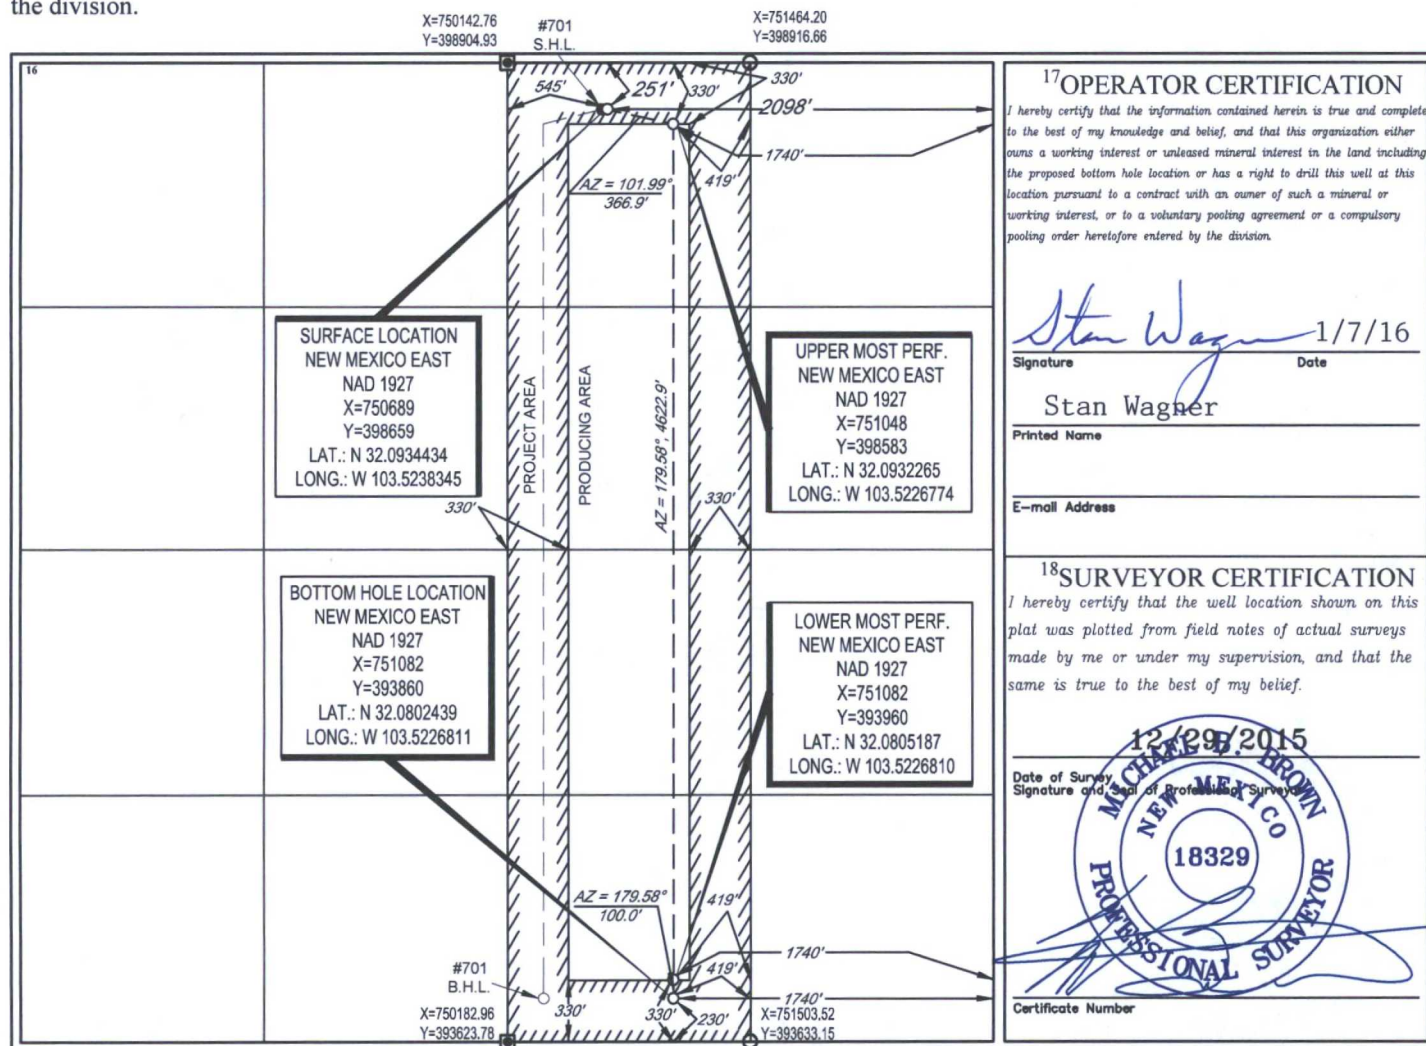 the division.
X=750142.76
Y=398904.93
#701
S.H.L.
X=751464.20
Y=398916.66
16
545'
251'
330'
330'
2098'
1740'
419'
AZ = 101.99°
366.9'
SURFACE LOCATION
NEW MEXICO EAST
NAD 1927
X=750689
Y=398659
LAT.: N 32.0934434
LONG.: W 103.5238345
PROJECT AREA
PRODUCING AREA
AZ = 179.58°, 4622.9'
UPPER MOST PERF.
NEW MEXICO EAST
NAD 1927
X=751048
Y=398583
LAT.: N 32.0932265
LONG.: W 103.5226774
330'
330'
BOTTOM HOLE LOCATION
NEW MEXICO EAST
NAD 1927
X=751082
Y=393860
LAT.: N 32.0802439
LONG.: W 103.5226811
LOWER MOST PERF.
NEW MEXICO EAST
NAD 1927
X=751082
Y=393960
LAT.: N 32.0805187
LONG.: W 103.5226810
AZ = 179.58°
100.0'
419'
1740'
419'
1740'
#701
B.H.L.
330'
330'
230'
X=750182.96
Y=393623.78
X=751503.52
Y=393633.15
17OPERATOR CERTIFICATION
I hereby certify that the information contained herein is true and complete
to the best of my knowledge and belief, and that this organization either
owns a working interest or unleased mineral interest in the land including
the proposed bottom hole location or has a right to drill this well at this
location pursuant to a contract with an owner of such a mineral or
working interest, or to a voluntary pooling agreement or a compulsory
pooling order heretofore entered by the division.
Stan Wagner 1/7/16
Signature Date
Stan Wagner
Printed Name
E-mail Address
18SURVEYOR CERTIFICATION
I hereby certify that the well location shown on this
plat was plotted from field notes of actual surveys
made by me or under my supervision, and that the
same is true to the best of my belief.
12/29/2015
Date of Survey
Signature and Seal of Professional Surveyor
MICHAEL B. BROWN
NEW MEXICO
18329
PROFESSIONAL SURVEYOR
Certificate Number